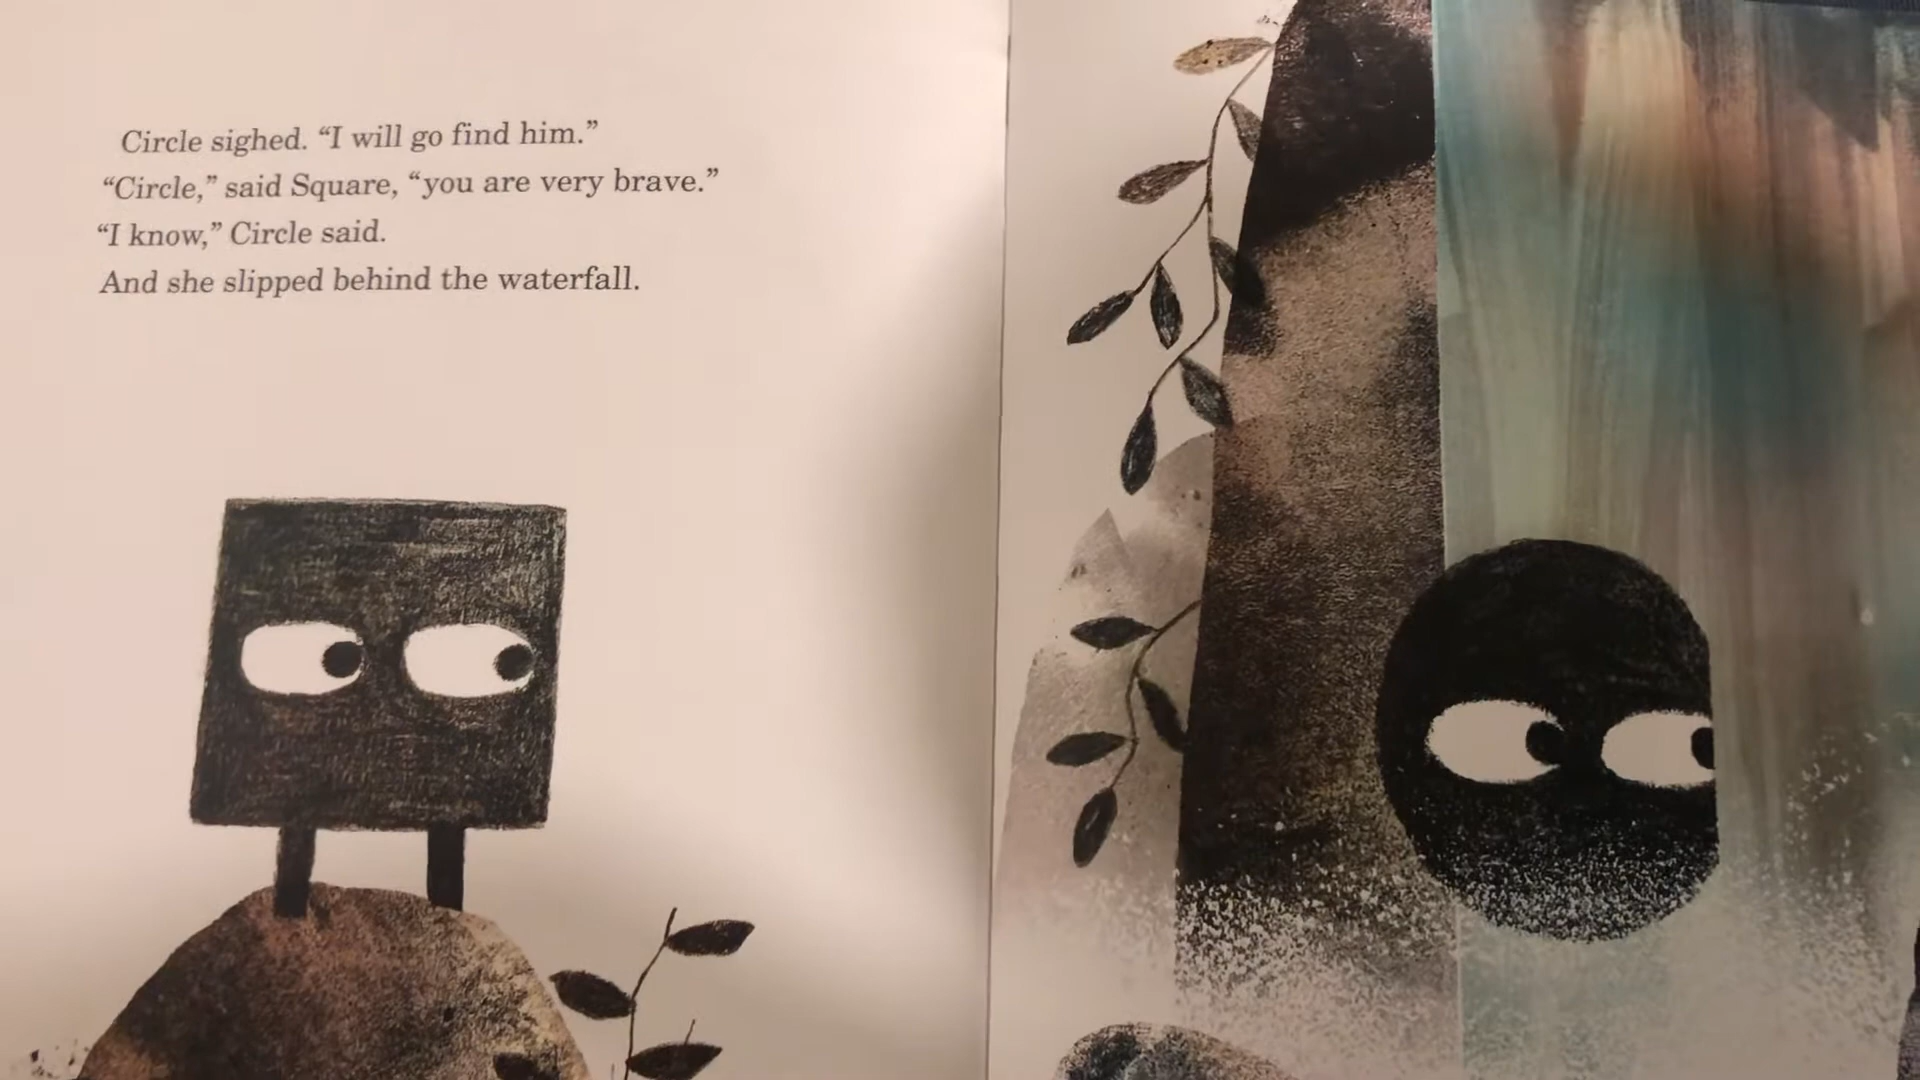 Circle sighed. “I will go find him.”
“Circle,” said Square, “you are very brave.”
“I know,” Circle said.
And she slipped behind the waterfall.